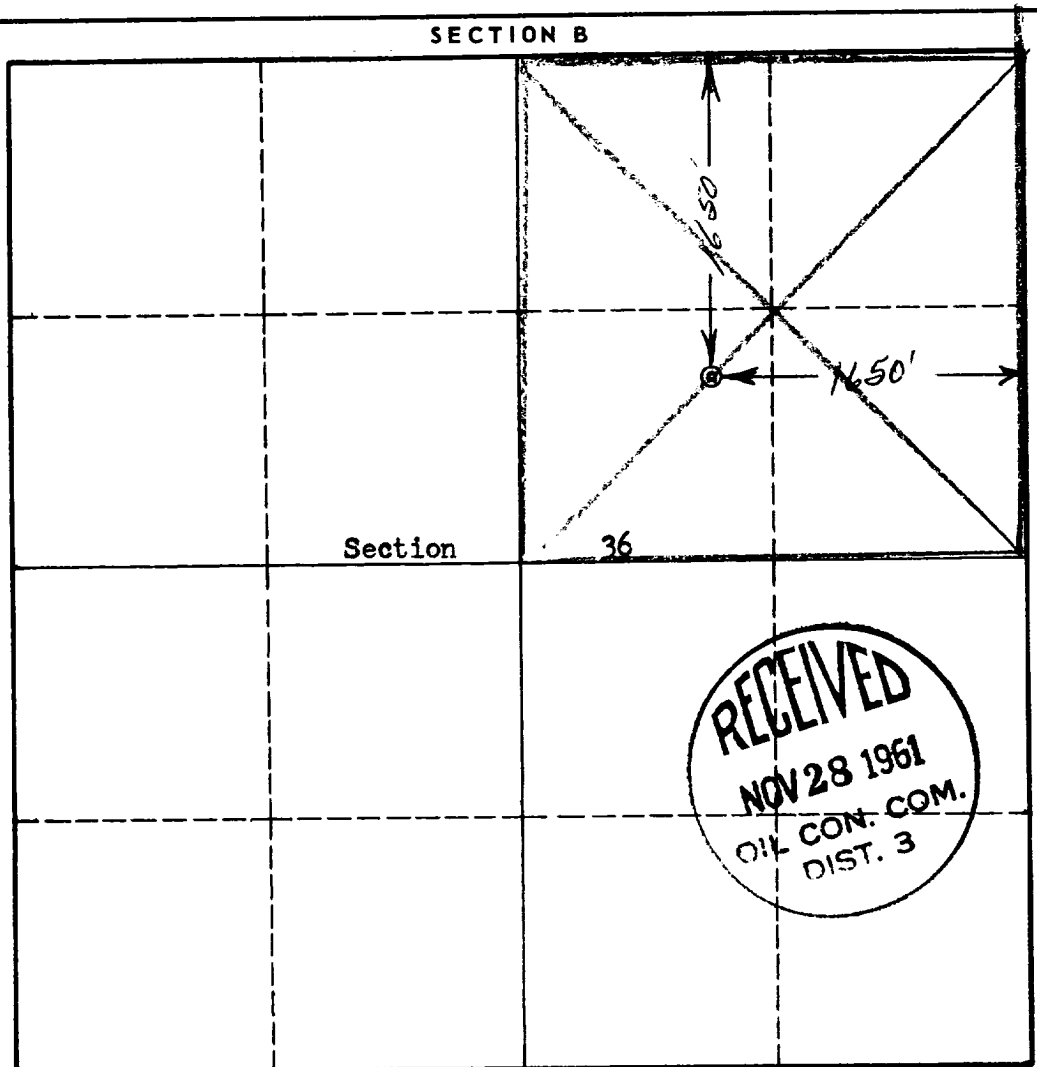 SECTION B
1650'
1650'
Section 36
RECEIVED
NOV 28 1961
OIL CON. COM.
DIST. 3